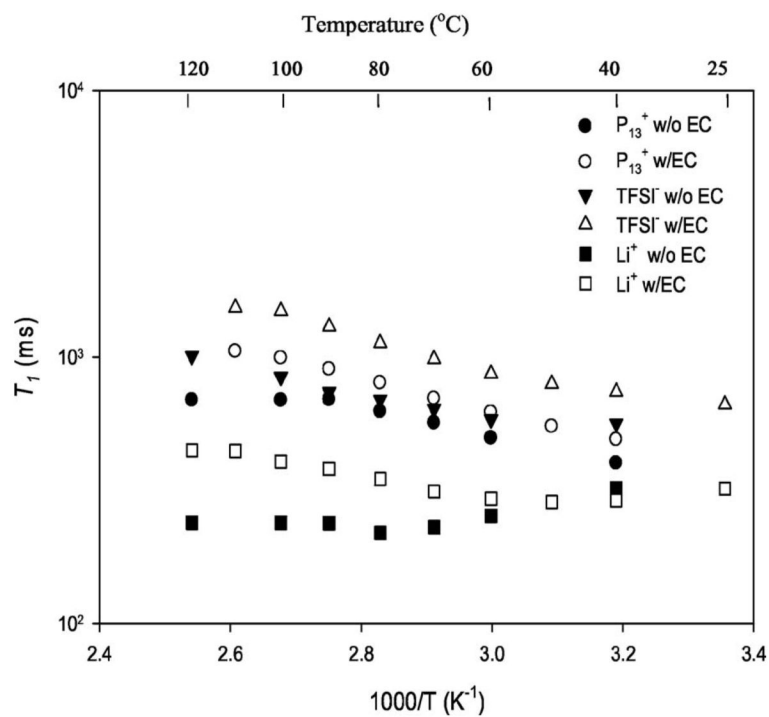 Temperature (°C)
120 100 80 60 40 25
10⁴
P₁₃⁺ w/o EC
P₁₃⁺ w/EC
TFSI⁻ w/o EC
TFSI⁻ w/EC
Li⁺ w/o EC
Li⁺ w/EC
T₁ (ms)
10³
10²
2.4 2.6 2.8 3.0 3.2 3.4
1000/T (K⁻¹)